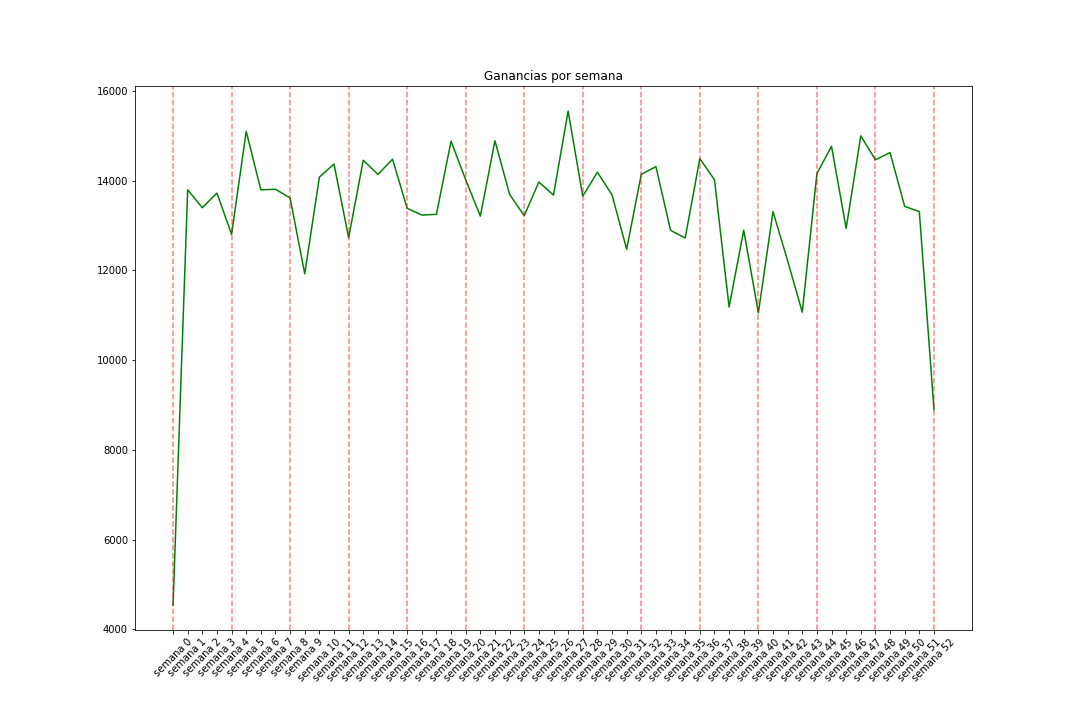 Ganancias por semana
16000
14000
12000
10000
8000
6000
4000
semana 0
semana 1
semana 2
semana 3
semana 4
semana 5
semana 6
semana 7
semana 8
semana 9
semana 10
semana 11
semana 12
semana 13
semana 14
semana 15
semana 16
semana 17
semana 18
semana 19
semana 20
semana 21
semana 22
semana 23
semana 24
semana 25
semana 26
semana 27
semana 28
semana 29
semana 30
semana 31
semana 32
semana 33
semana 34
semana 35
semana 36
semana 37
semana 38
semana 39
semana 40
semana 41
semana 42
semana 43
semana 44
semana 45
semana 46
semana 47
semana 48
semana 49
semana 50
semana 51
semana 52